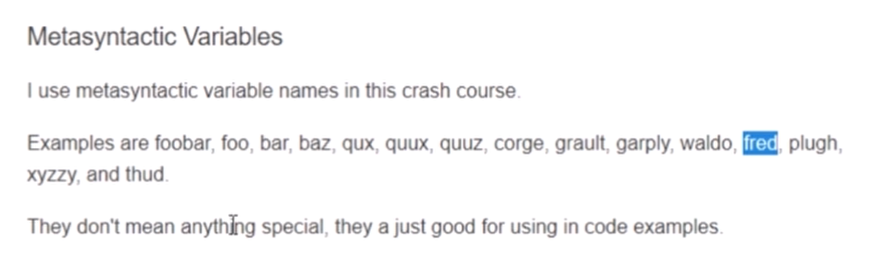 Metasyntactic Variables
I use metasyntactic variable names in this crash course.
Examples are foobar, foo, bar, baz, qux, quux, quuz, corge, grault, garply, waldo, fred, plugh,
xyzzy, and thud.
They don't mean anything special, they a just good for using in code examples.